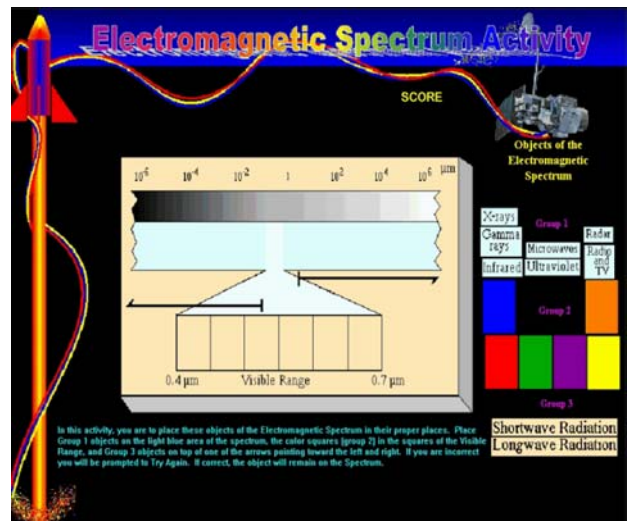 Electromagnetic Spectrum Activity
SCORE
Objects of the
Electromagnetic
Spectrum
10⁻⁶ 10⁻⁴ 10⁻² 1 10² 10⁴ 10⁶ μm
X-rays
Group 1
Gamma rays
Radar
Microwaves
Radio and TV
Infrared
Ultraviolet
Group 2
0.4 μm Visible Range 0.7 μm
Group 3
Shortwave Radiation
Longwave Radiation
In this activity, you are to place these objects of the Electromagnetic Spectrum in their proper places. Place
Group 1 objects on the light blue area of the spectrum, the color squares (group 2) in the squares of the Visible
Range, and Group 3 objects on top of one of the arrows pointing toward the left and right. If you are incorrect
you will be prompted to Try Again. If correct, the object will remain on the Spectrum.